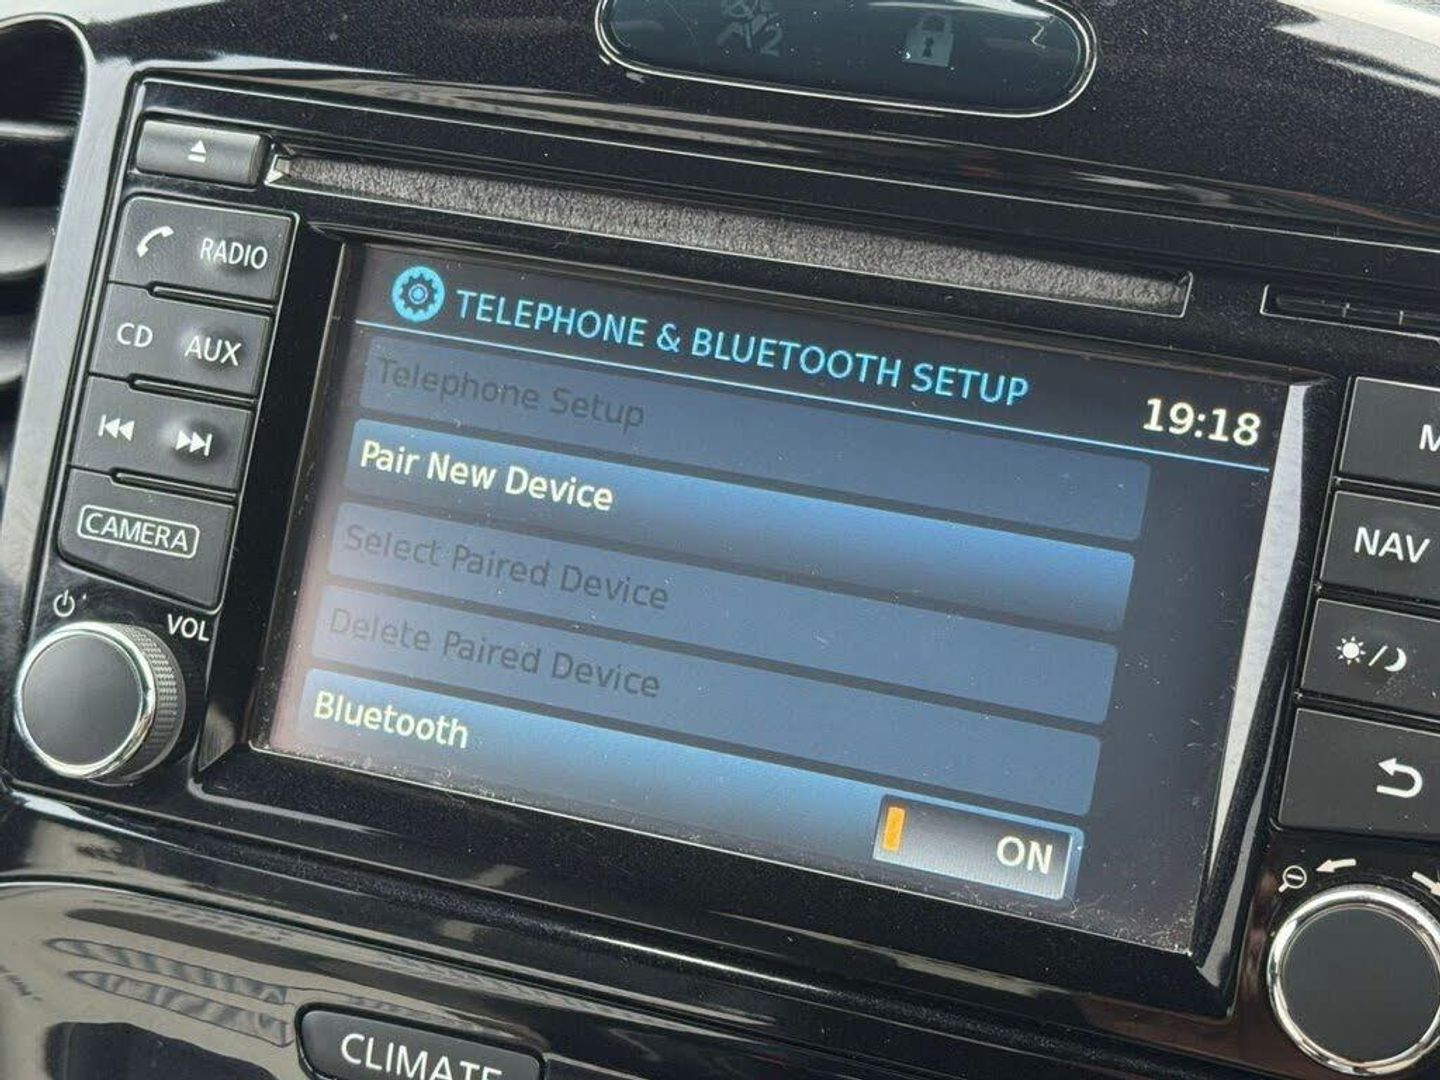 RADIO
CD AUX
CAMERA
VOL
TELEPHONE & BLUETOOTH SETUP
19:18
Telephone Setup
Pair New Device
Select Paired Device
Delete Paired Device
Bluetooth
ON
NAV
CLIMATE